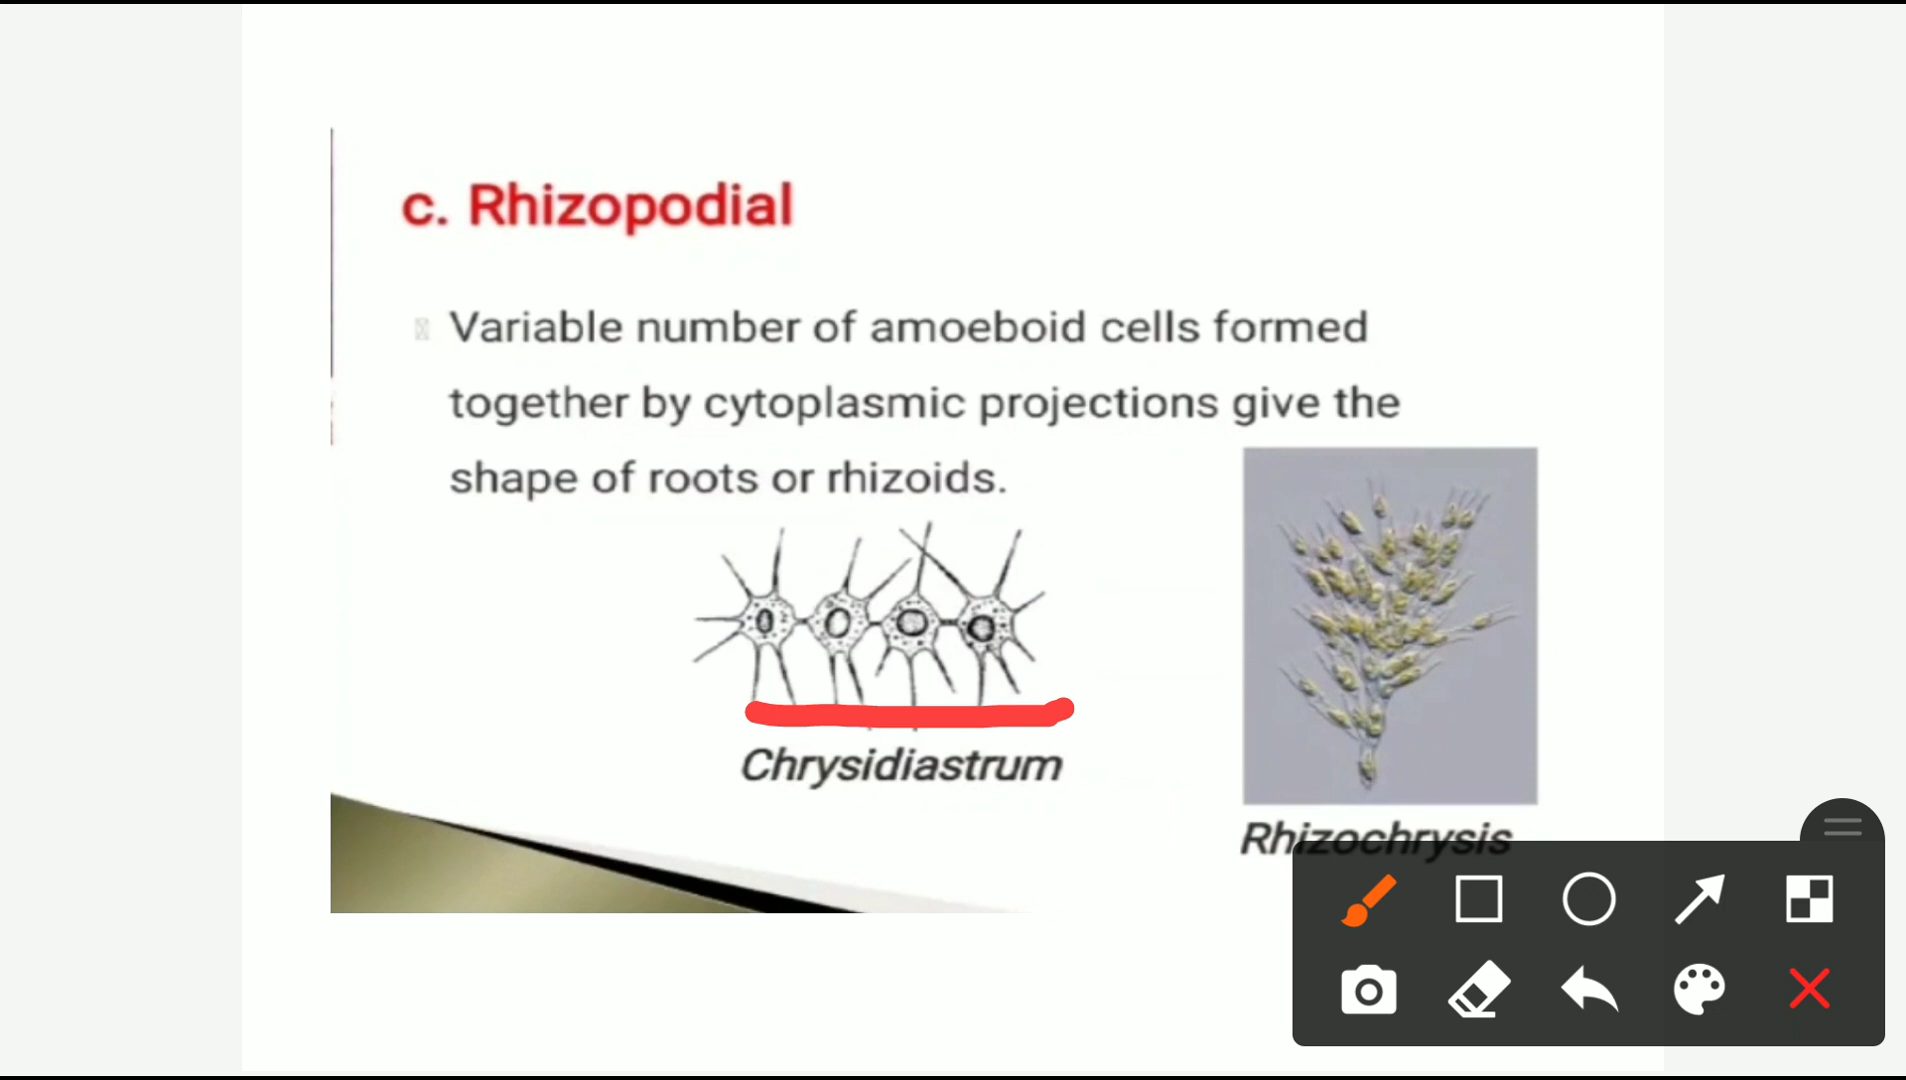 c. Rhizopodial
Variable number of amoeboid cells formed
together by cytoplasmic projections give the
shape of roots or rhizoids.
Chrysidiastrum
Rhizochrysis